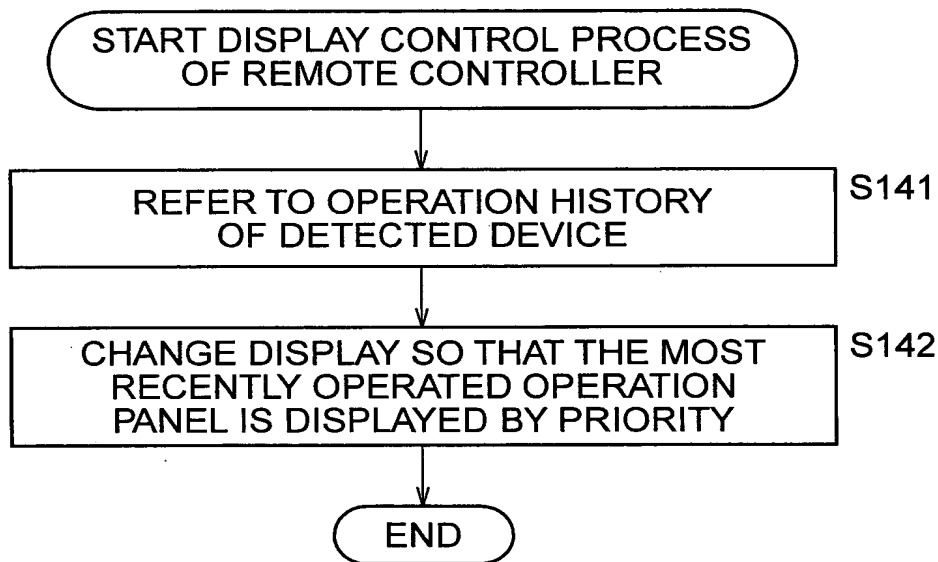 START DISPLAY CONTROL PROCESS
OF REMOTE CONTROLLER
REFER TO OPERATION HISTORY
OF DETECTED DEVICE
S141
CHANGE DISPLAY SO THAT THE MOST
RECENTLY OPERATED OPERATION
PANEL IS DISPLAYED BY PRIORITY
S142
END